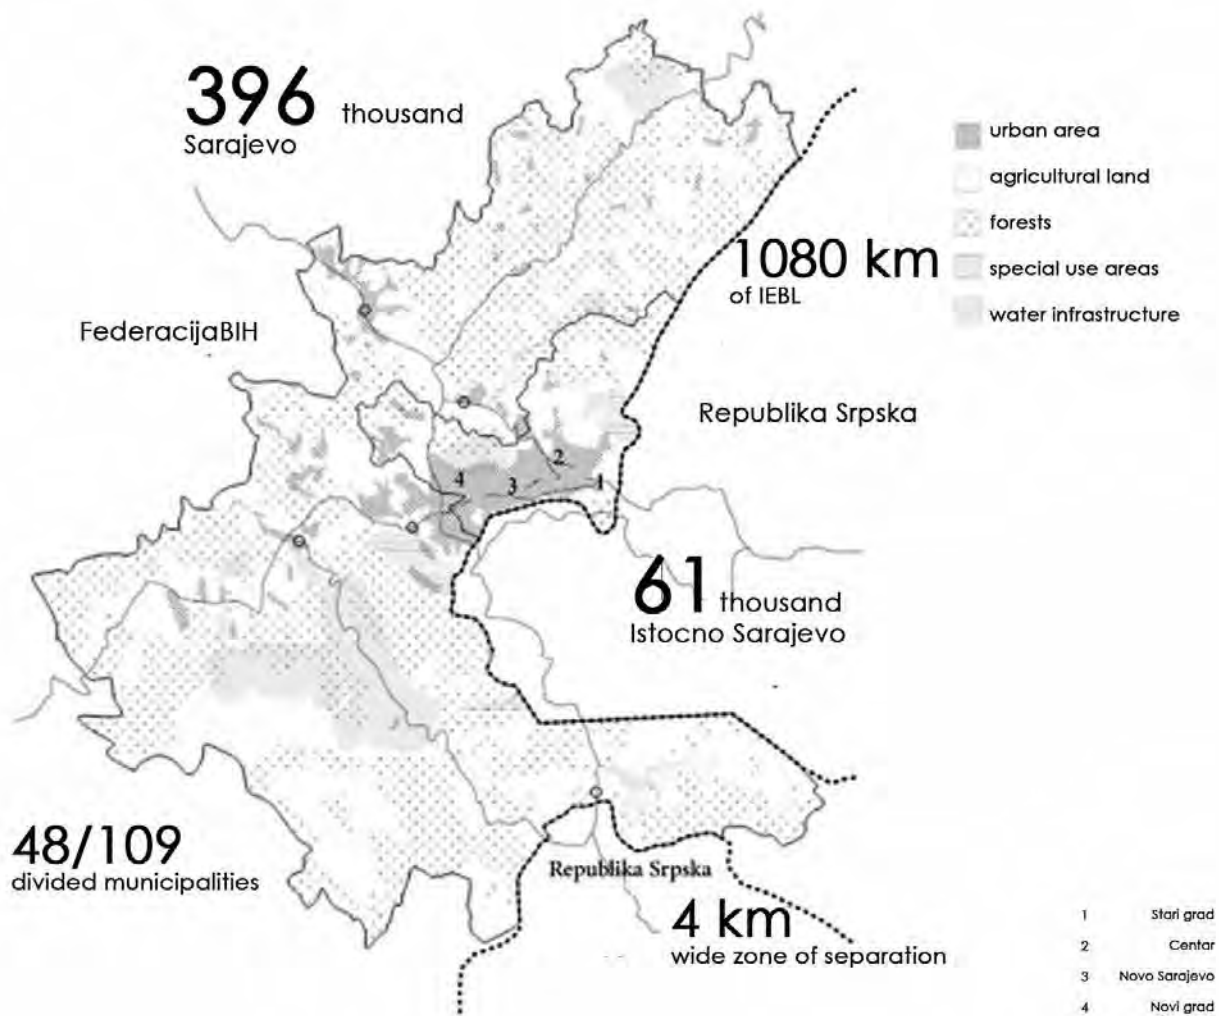 396 thousand
Sarajevo
urban area
agricultural land
forests
special use areas
water infrastructure
1080 km
of IEBL
FederacijaBIH
Republika Srpska
2
4
3
1
61 thousand
Istocno Sarajevo
48/109
divided municipalities
Republika Srpska
4 km
wide zone of separation
1 Stari grad
2 Centar
3 Novo Sarajevo
4 Novi grad